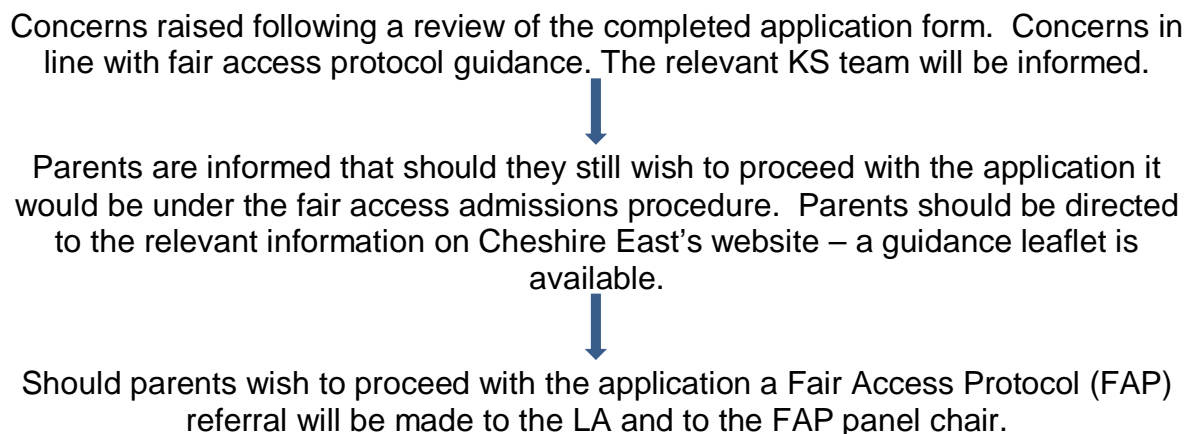 Concerns raised following a review of the completed application form.  Concerns in
line with fair access protocol guidance. The relevant KS team will be informed.
Parents are informed that should they still wish to proceed with the application it
would be under the fair access admissions procedure.  Parents should be directed
to the relevant information on Cheshire East’s website – a guidance leaflet is
available.
Should parents wish to proceed with the application a Fair Access Protocol (FAP)
referral will be made to the LA and to the FAP panel chair.